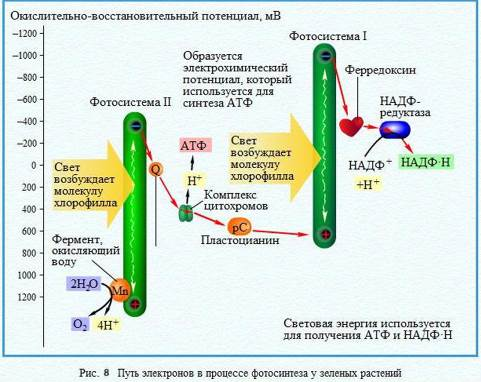 Окислительно-восстановительный потенциал, мВ
−1200
−1000
−800
−600
−400
−200
0
200
400
600
800
1000
1200
Фотосистема I
Образуется
электрохимический
потенциал, который
используется для
синтеза АТФ
Ферредоксин
Фотосистема II
НАДФ-
редуктаза
Свет
возбуждает
молекулу
хлорофилла
Q
АТФ
H⁺
Свет
возбуждает
молекулу
хлорофилла
НАДФ⁺
+H⁺
НАДФ·Н
Комплекс
цитохромов
pC
Пластоцианин
Фермент,
окисляющий
воду
2H₂O
Mn
O₂
4H⁺
Световая энергия используется
для получения АТФ и НАДФ·Н
Рис. 8 Путь электронов в процессе фотосинтеза у зеленых растений